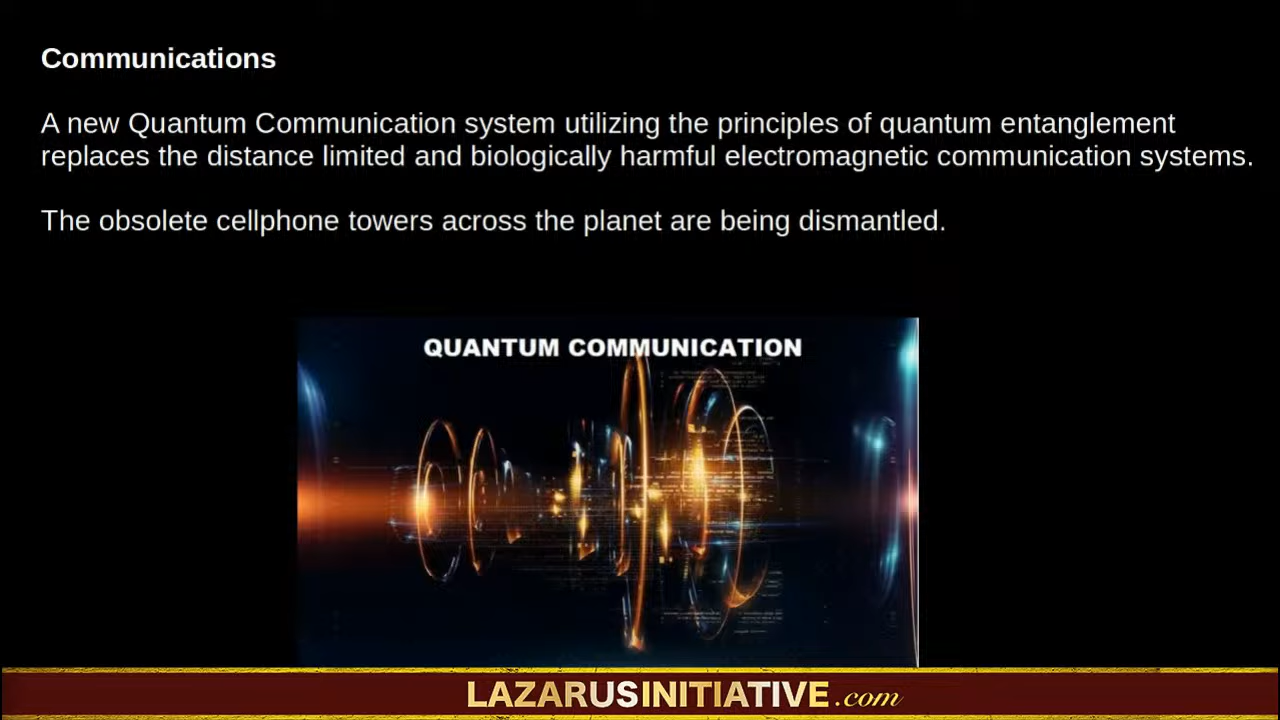 Communications
A new Quantum Communication system utilizing the principles of quantum entanglement
replaces the distance limited and biologically harmful electromagnetic communication systems.
The obsolete cellphone towers across the planet are being dismantled.
QUANTUM COMMUNICATION
LAZARUSINITIATIVE.com